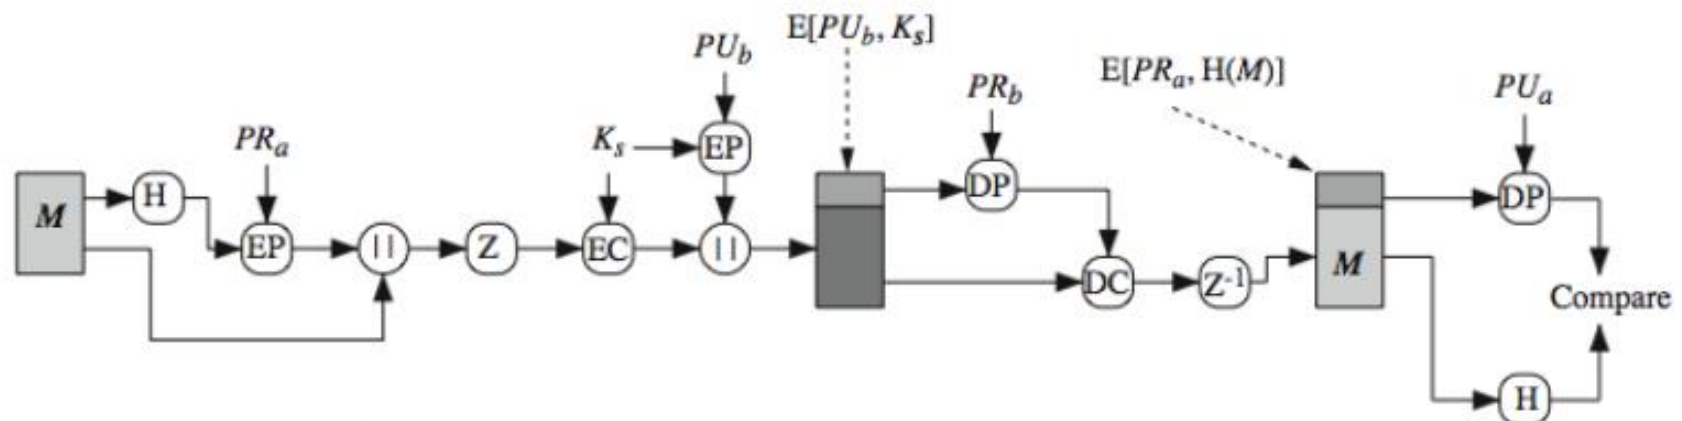 E[PU_b, K_s]
PU_b
E[PR_a, H(M)]
PR_b
PU_a
PR_a
K_s
EP
M
H
DP
DP
EP
||
Z
EC
||
DC
Z⁻¹
M
Compare
H